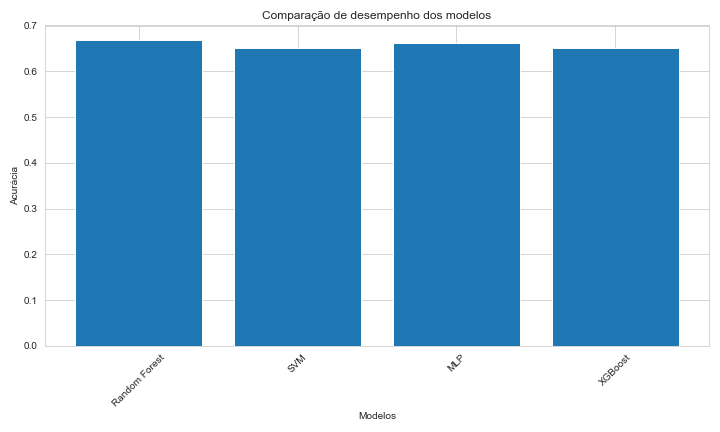 Comparação de desempenho dos modelos
0.7
0.6
0.5
0.4
0.3
0.2
0.1
0.0
Acurácia
Random Forest
SVM
MLP
XGBoost
Modelos